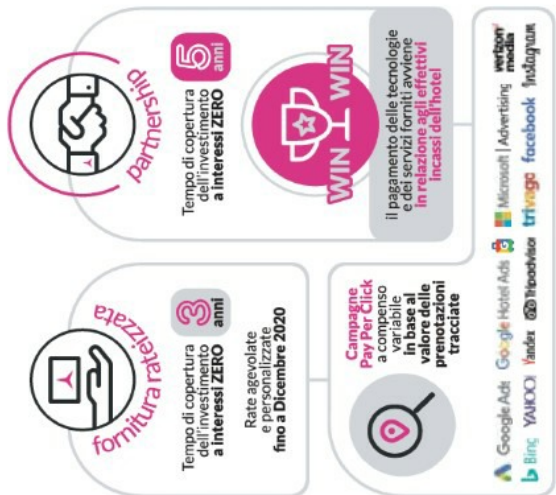 fornitura rateizzata
Tempo di copertura
dell'investimento
a interessi ZERO
3
anni
Rate agevolate
e personalizzate
fino a Dicembre 2020
partnership
Tempo di copertura
dell'investimento
a interessi ZERO
5
anni
WIN WIN
il pagamento delle tecnologie
e dei servizi forniti avviene
in relazione agli effettivi
incassi dell'hotel
Campagne
Pay Per Click
a compenso
variabile
in base al
valore delle
prenotazioni
tracciate
Google Ads Google Hotel Ads Microsoft | Advertising verizon media
Bing YAHOO! Yandex Tripadvisor trivago facebook Instagram